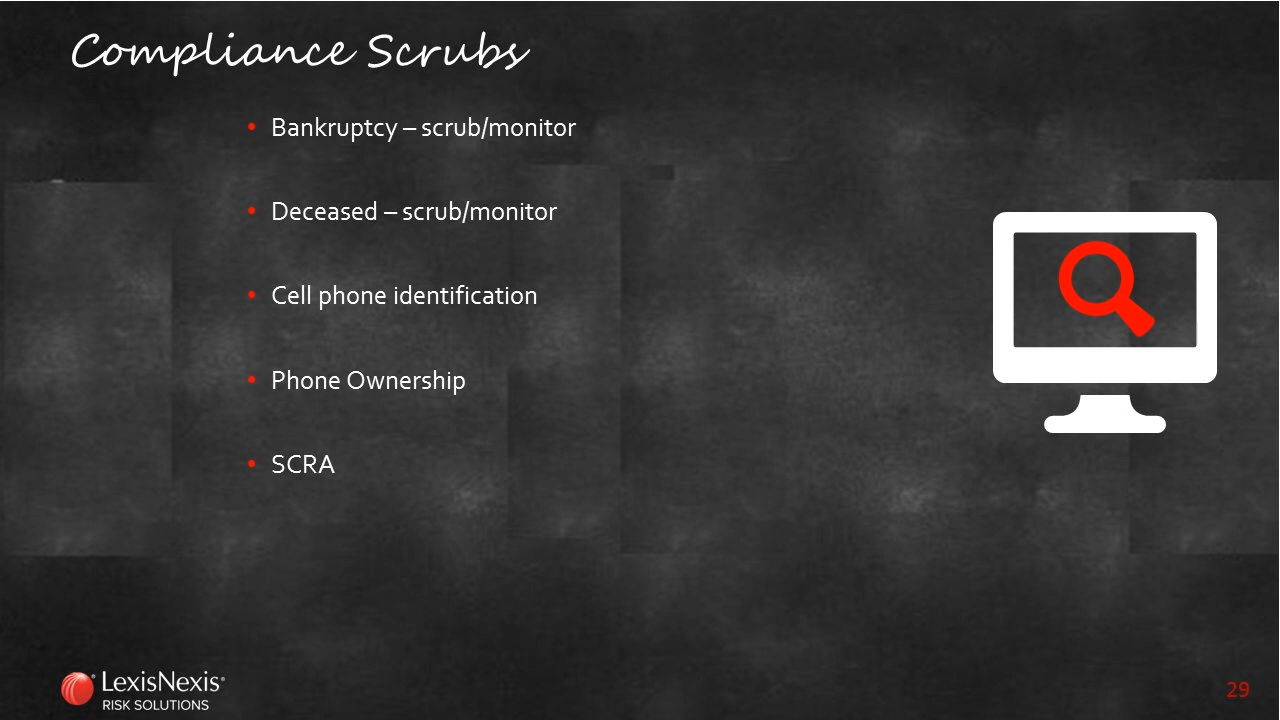 Compliance Scrubs
• Bankruptcy – scrub/monitor
• Deceased – scrub/monitor
• Cell phone identification
• Phone Ownership
• SCRA
LexisNexis®
RISK SOLUTIONS
29